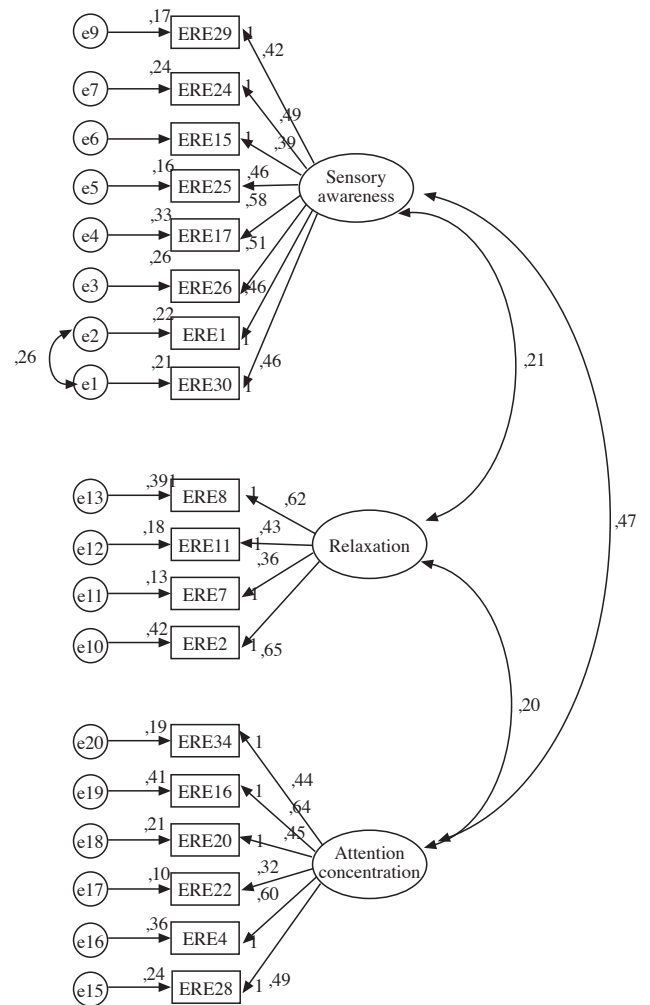 ,17
e9 ERE29 1
,42
,24
e7 ERE24 1
,49
e6 ERE15 1 ,39
,16
e5 ERE25 ,46
Sensory
awareness
,58
,33
e4 ERE17 ,51
,26
e3 ERE26 ,46
,22
e2 ERE1 1
,26
,21
e1 ERE30 1 ,46
,21
,391
e13 ERE8 1 ,62
,18
e12 ERE11 1 ,43
Relaxation
,47
,36
,13
e11 ERE7 1
,42
e10 ERE2 1 ,65
,20
,19
e20 ERE34 1
,44
,41
e19 ERE16 1 ,64
,21
e18 ERE20 1 ,45
Attention
concentration
,32
,10
e17 ERE22 ,60
,36
e16 ERE4 1
,24
e15 ERE28 1 ,49